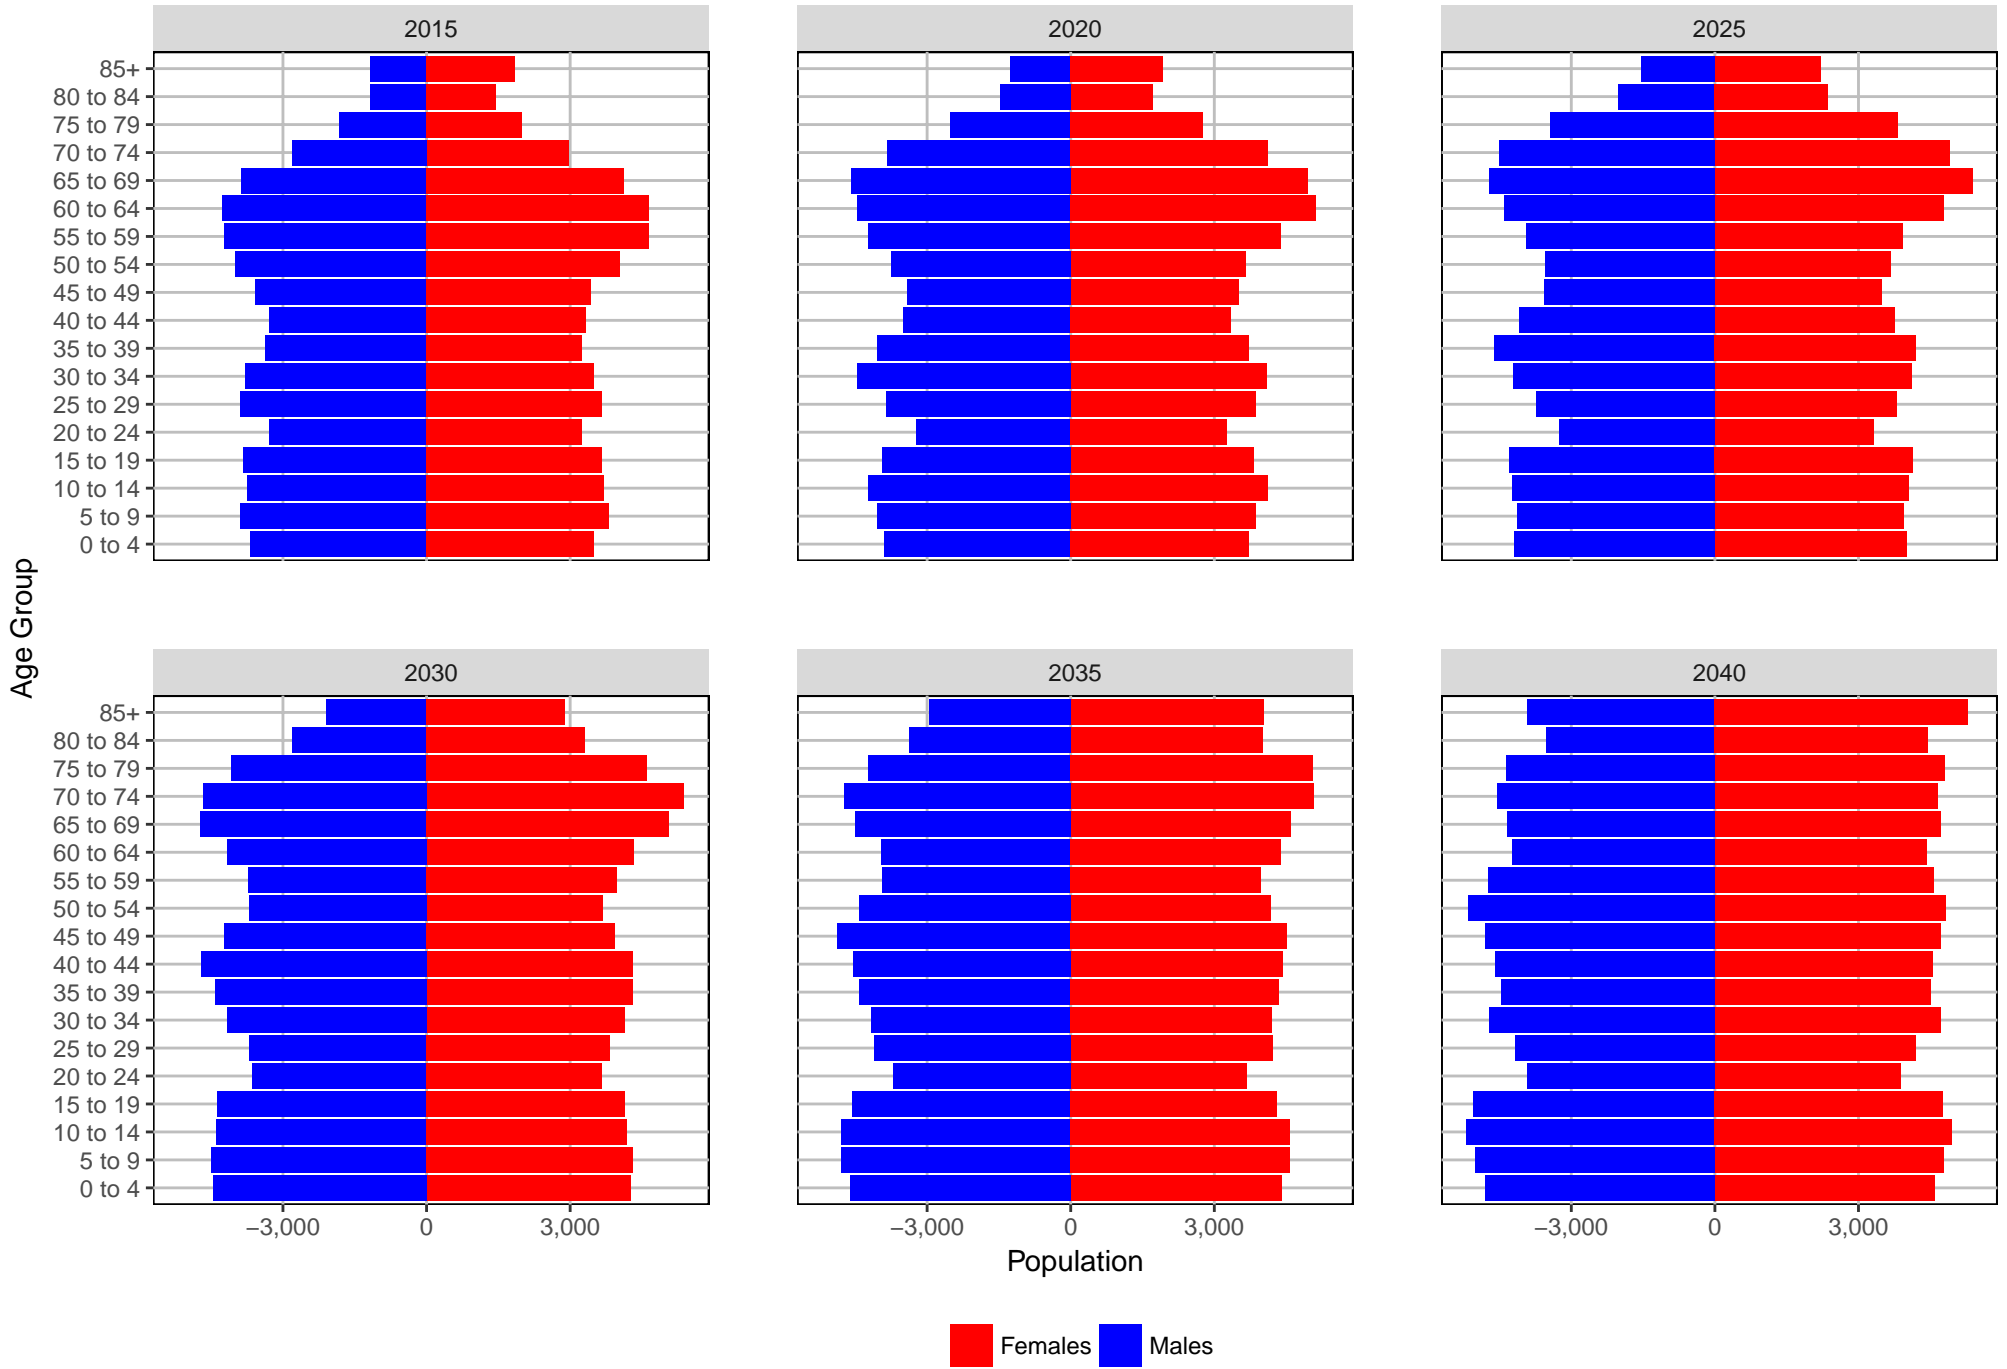 2015
2020
2025
85+
80 to 84
75 to 79
70 to 74
65 to 69
60 to 64
55 to 59
50 to 54
45 to 49
40 to 44
35 to 39
30 to 34
25 to 29
20 to 24
15 to 19
10 to 14
5 to 9
0 to 4
Age Group
2030
2035
2040
85+
80 to 84
75 to 79
70 to 74
65 to 69
60 to 64
55 to 59
50 to 54
45 to 49
40 to 44
35 to 39
30 to 34
25 to 29
20 to 24
15 to 19
10 to 14
5 to 9
0 to 4
−3,000 0 3,000
−3,000 0 3,000
−3,000 0 3,000
Population
Females Males